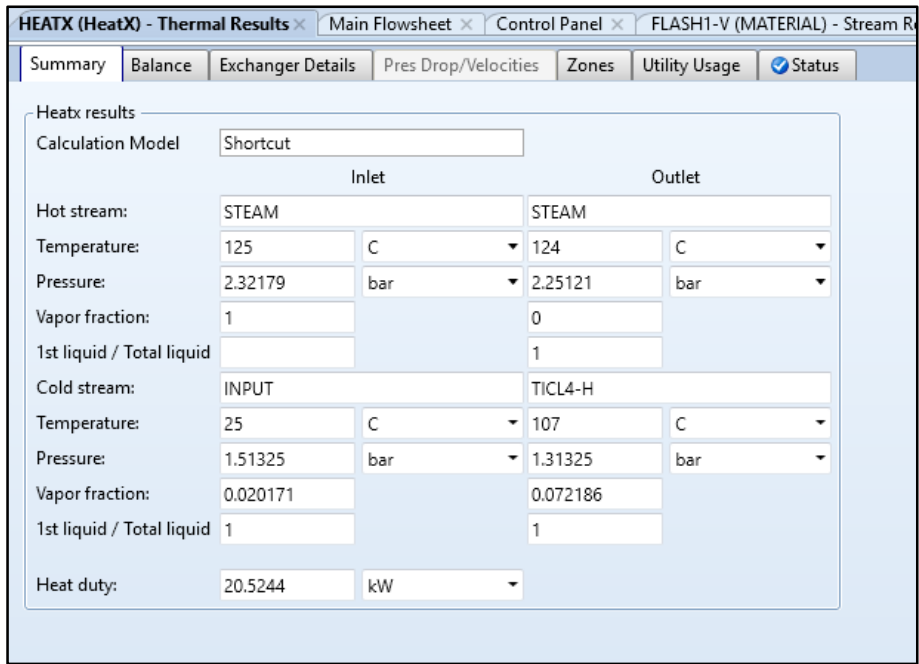 HEATX (HeatX) - Thermal Results × Main Flowsheet × Control Panel × FLASH1-V (MATERIAL) - Stream R
Summary Balance Exchanger Details Pres Drop/Velocities Zones Utility Usage Status
Heatx results
Calculation Model Shortcut
Inlet Outlet
Hot stream: STEAM STEAM
Temperature: 125 C 124 C
Pressure: 2.32179 bar 2.25121 bar
Vapor fraction: 1 0
1st liquid / Total liquid 1
Cold stream: INPUT TICL4-H
Temperature: 25 C 107 C
Pressure: 1.51325 bar 1.31325 bar
Vapor fraction: 0.020171 0.072186
1st liquid / Total liquid 1 1
Heat duty: 20.5244 kW